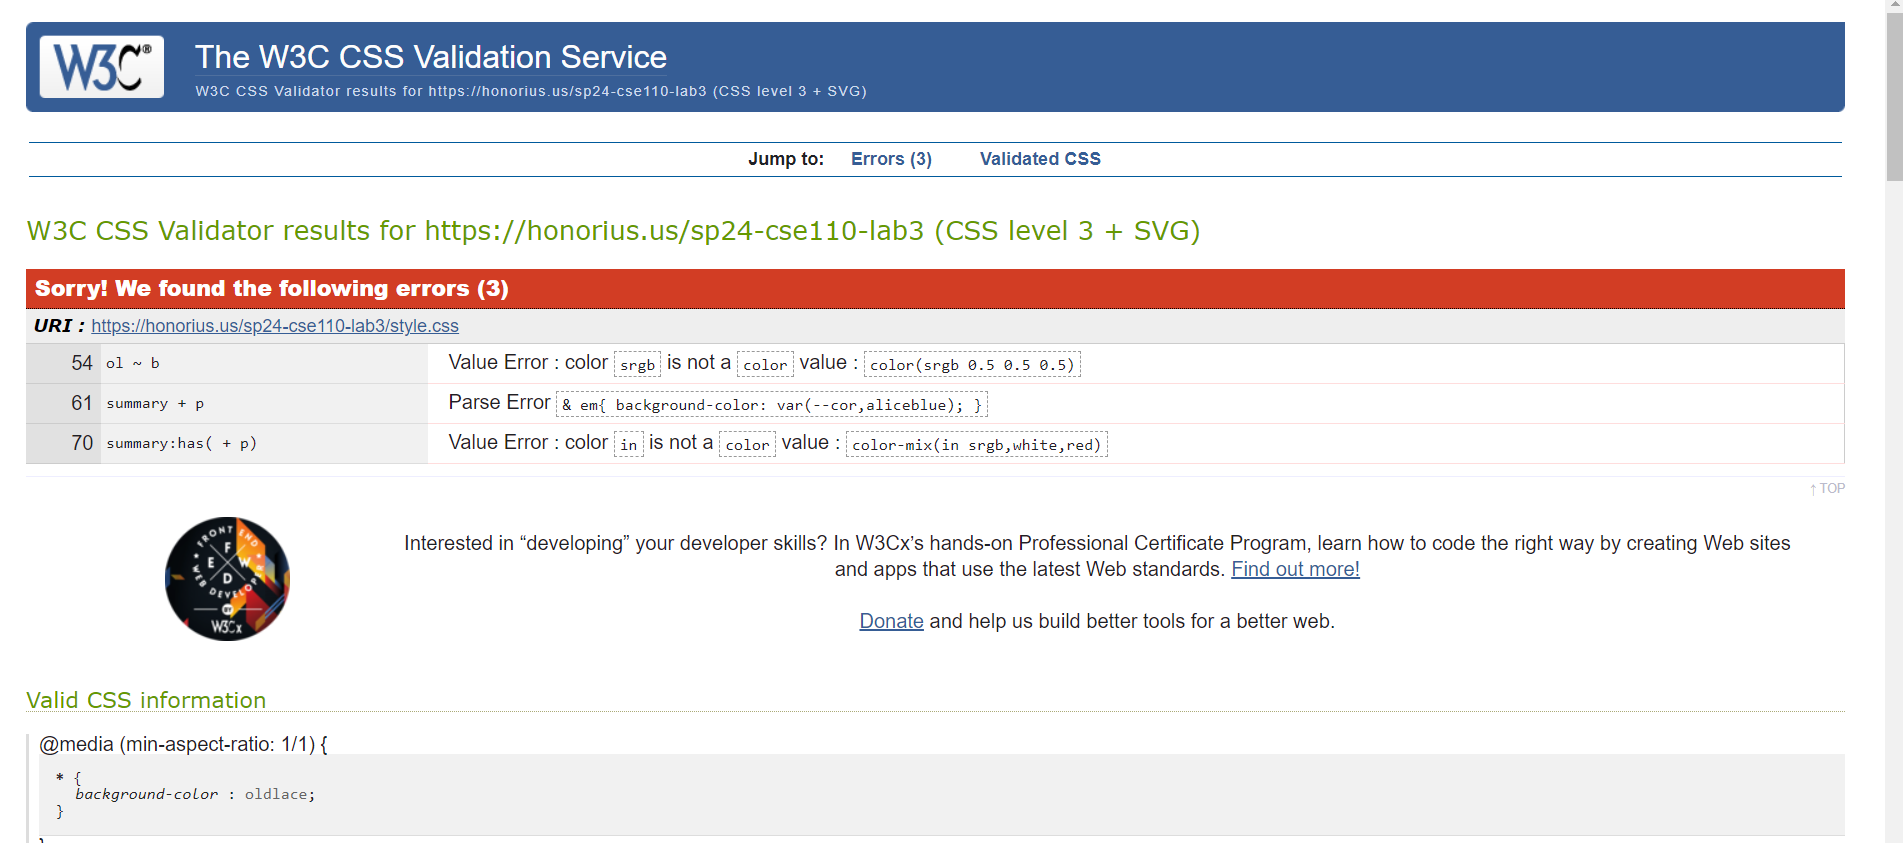 W3C®
The W3C CSS Validation Service
W3C CSS Validator results for https://honorius.us/sp24-cse110-lab3 (CSS level 3 + SVG)
Jump to: Errors (3) Validated CSS
W3C CSS Validator results for https://honorius.us/sp24-cse110-lab3 (CSS level 3 + SVG)
Sorry! We found the following errors (3)
URI : https://honorius.us/sp24-cse110-lab3/style.css
54 ol ~ b Value Error : color srgb is not a color value : color(srgb 0.5 0.5 0.5)
61 summary + p Parse Error & em{ background-color: var(--cor,aliceblue); }
70 summary:has( + p) Value Error : color in is not a color value : color-mix(in srgb,white,red)
↑ TOP
FRONT END
WEB DEVELOPER
F E W D
BY
W3Cx
Interested in “developing” your developer skills? In W3Cx’s hands-on Professional Certificate Program, learn how to code the right way by creating Web sites
and apps that use the latest Web standards. Find out more!
Donate and help us build better tools for a better web.
Valid CSS information
@media (min-aspect-ratio: 1/1) {
* {
background-color : oldlace;
}
}